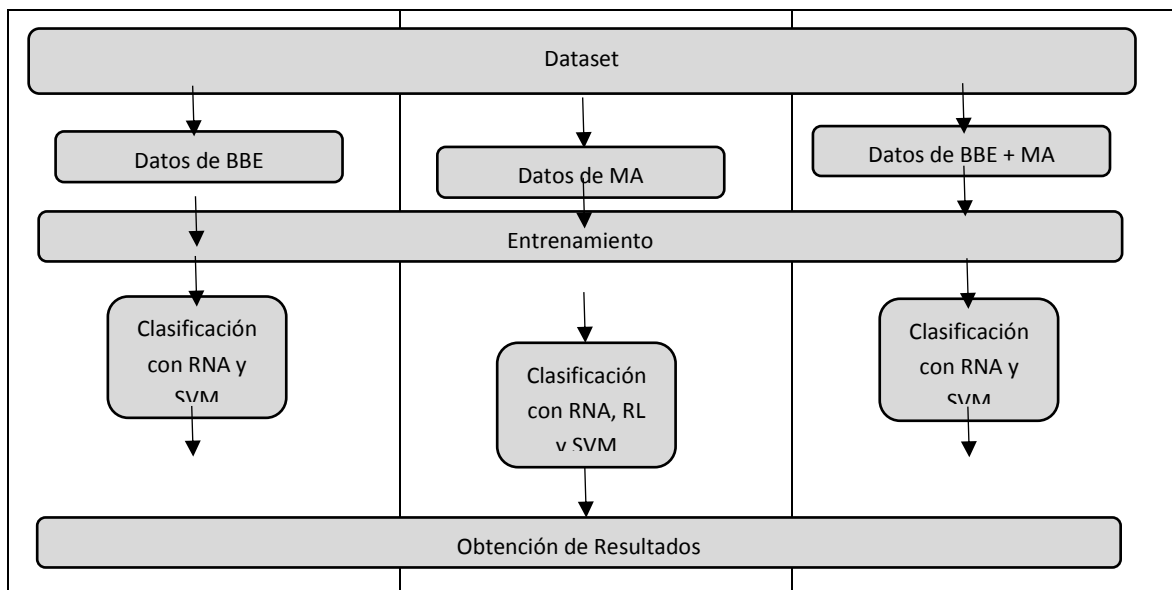 Dataset
Datos de BBE
Datos de MA
Datos de BBE + MA
Entrenamiento
Clasificación
con RNA y
SVM
Clasificación
con RNA, RL
y SVM
Clasificación
con RNA y
SVM
Obtención de Resultados